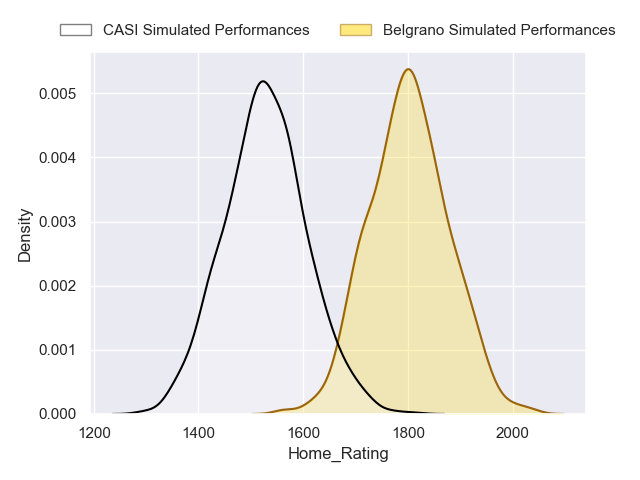 CASI Simulated Performances Belgrano Simulated Performances
0.005
0.004
0.003
0.002
0.001
0.000
Density
1200 1400 1600 1800 2000
Home_Rating